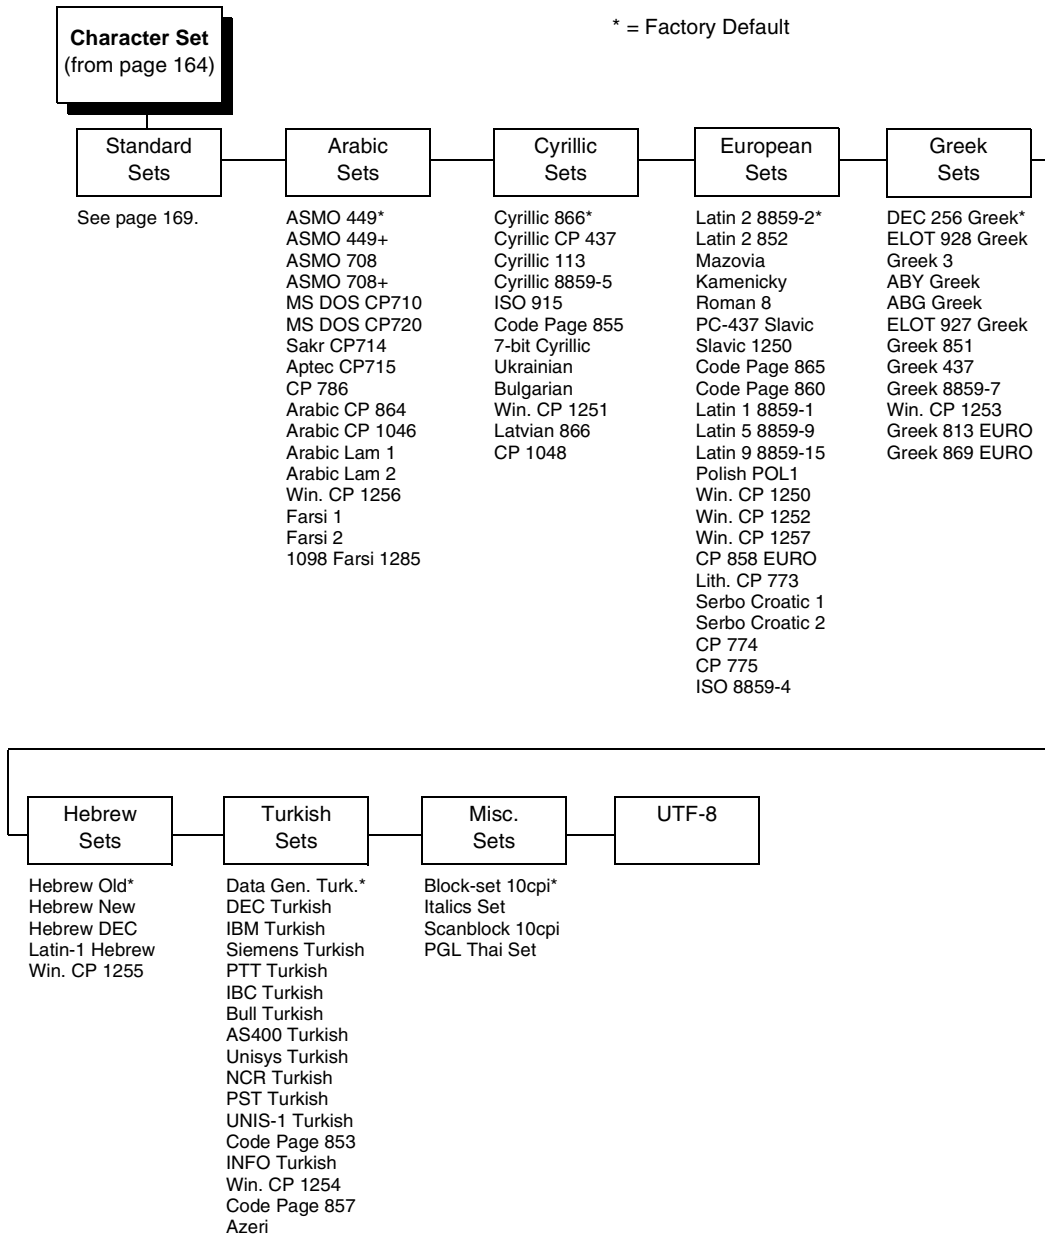 * = Factory Default
Character Set
(from page 164)
Standard
Sets
See page 169.
Arabic
Sets
ASMO 449*
ASMO 449+
ASMO 708
ASMO 708+
MS DOS CP710
MS DOS CP720
Sakr CP714
Aptec CP715
CP 786
Arabic CP 864
Arabic CP 1046
Arabic Lam 1
Arabic Lam 2
Win. CP 1256
Farsi 1
Farsi 2
1098 Farsi 1285
Cyrillic
Sets
Cyrillic 866*
Cyrillic CP 437
Cyrillic 113
Cyrillic 8859-5
ISO 915
Code Page 855
7-bit Cyrillic
Ukrainian
Bulgarian
Win. CP 1251
Latvian 866
CP 1048
European
Sets
Latin 2 8859-2*
Latin 2 852
Mazovia
Kamenicky
Roman 8
PC-437 Slavic
Slavic 1250
Code Page 865
Code Page 860
Latin 1 8859-1
Latin 5 8859-9
Latin 9 8859-15
Polish POL1
Win. CP 1250
Win. CP 1252
Win. CP 1257
CP 858 EURO
Lith. CP 773
Serbo Croatic 1
Serbo Croatic 2
CP 774
CP 775
ISO 8859-4
Greek
Sets
DEC 256 Greek*
ELOT 928 Greek
Greek 3
ABY Greek
ABG Greek
ELOT 927 Greek
Greek 851
Greek 437
Greek 8859-7
Win. CP 1253
Greek 813 EURO
Greek 869 EURO
Hebrew
Sets
Hebrew Old*
Hebrew New
Hebrew DEC
Latin-1 Hebrew
Win. CP 1255
Turkish
Sets
Data Gen. Turk.*
DEC Turkish
IBM Turkish
Siemens Turkish
PTT Turkish
IBC Turkish
Bull Turkish
AS400 Turkish
Unisys Turkish
NCR Turkish
PST Turkish
UNIS-1 Turkish
Code Page 853
INFO Turkish
Win. CP 1254
Code Page 857
Azeri
Misc.
Sets
Block-set 10cpi*
Italics Set
Scanblock 10cpi
PGL Thai Set
UTF-8